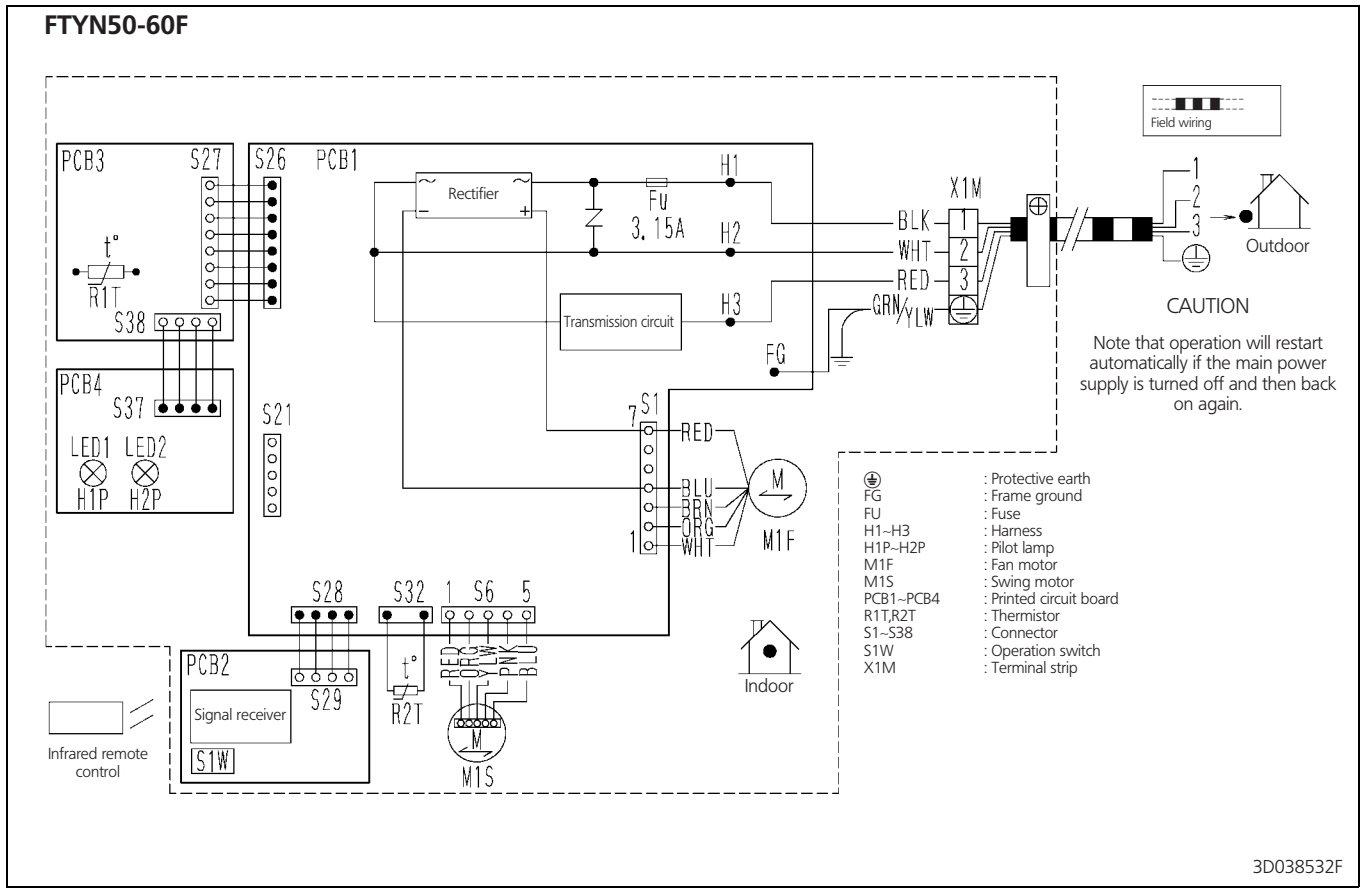 FTYN50-60F
Field wiring
PCB3
S27
S26
PCB1
Rectifier
~
~
−
+
H1
Fu
3.15A
H2
X1M
BLK
1
WHT
2
RED
3
GRN/YLW
1
2
3
Outdoor
t°
R1T
S38
Transmission circuit
H3
FG
CAUTION
Note that operation will restart
automatically if the main power
supply is turned off and then back
on again.
PCB4
S37
LED1 LED2
H1P H2P
S21
7
S1
RED
BLU
BRN
ORG
WHT
1
M
M1F
: Protective earth
FG : Frame ground
FU : Fuse
H1~H3 : Harness
H1P~H2P : Pilot lamp
M1F : Fan motor
M1S : Swing motor
PCB1~PCB4 : Printed circuit board
R1T,R2T : Thermistor
S1~S38 : Connector
S1W : Operation switch
X1M : Terminal strip
S28
S32
1 S6 5
RED
ORG
YLW
PNK
BLU
t°
R2T
M
M1S
PCB2
S29
Signal receiver
S1W
Infrared remote
control
Indoor
3D038532F